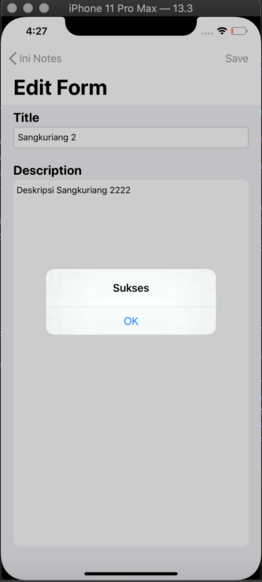 iPhone 11 Pro Max — 13.3
4:27
Ini Notes
Save
Edit Form
Title
Sangkuriang 2
Description
Deskripsi Sangkuriang 2222
Sukses
OK